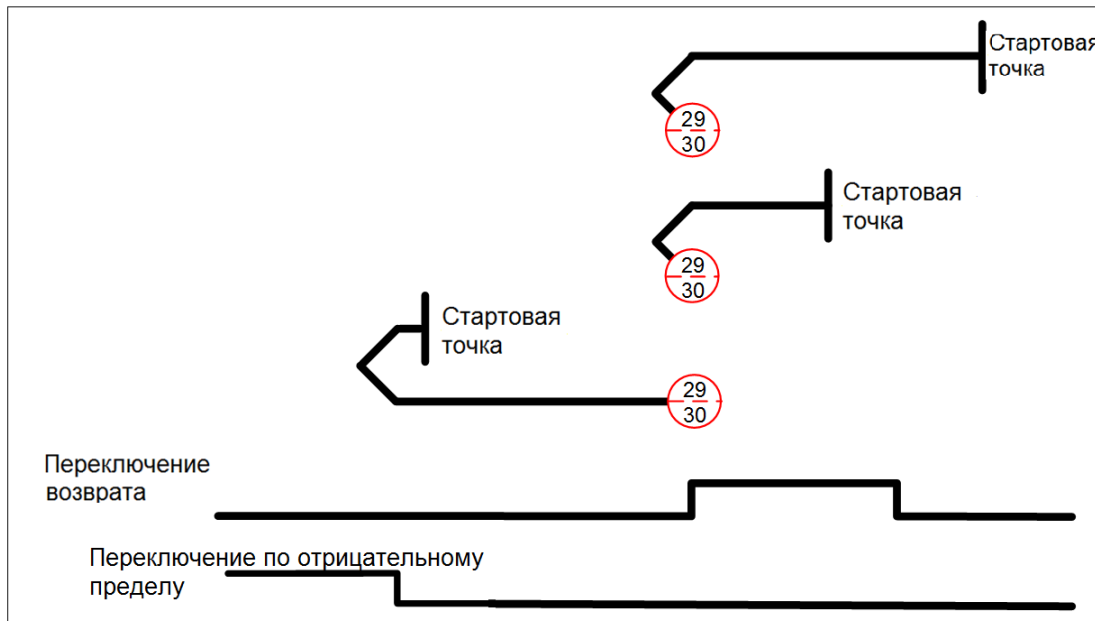 Стартовая
точка
29
30
Стартовая
точка
29
30
Стартовая
точка
29
30
Переключение
возврата
Переключение по отрицательному
пределу